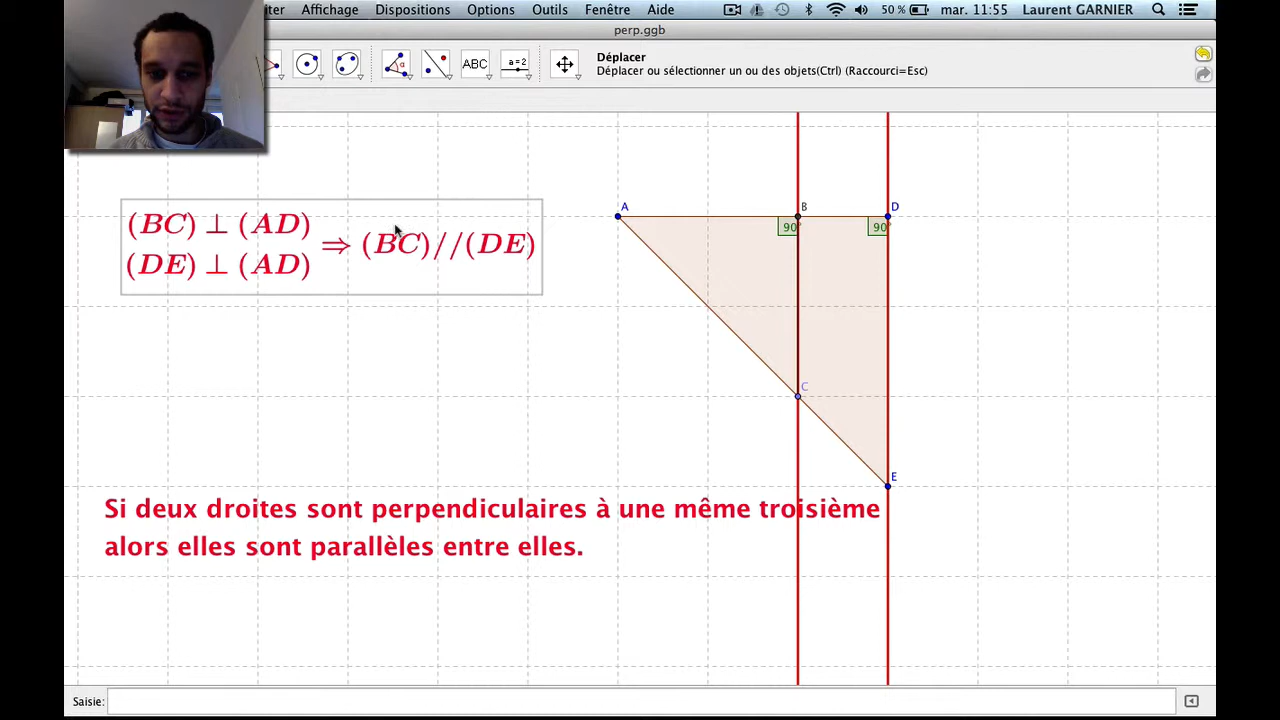 iter Affichage Dispositions Options Outils Fenêtre Aide 50 % mar. 11:55 Laurent GARNIER
perp.ggb
ABC a=2 Déplacer
Déplacer ou sélectionner un ou des objets(Ctrl) (Raccourci=Esc)
A B D
90° 90°
(BC) ⊥ (AD)
(DE) ⊥ (AD)
⇒ (BC)//(DE)
C
E
Si deux droites sont perpendiculaires à une même troisième
alors elles sont parallèles entre elles.
Saisie: